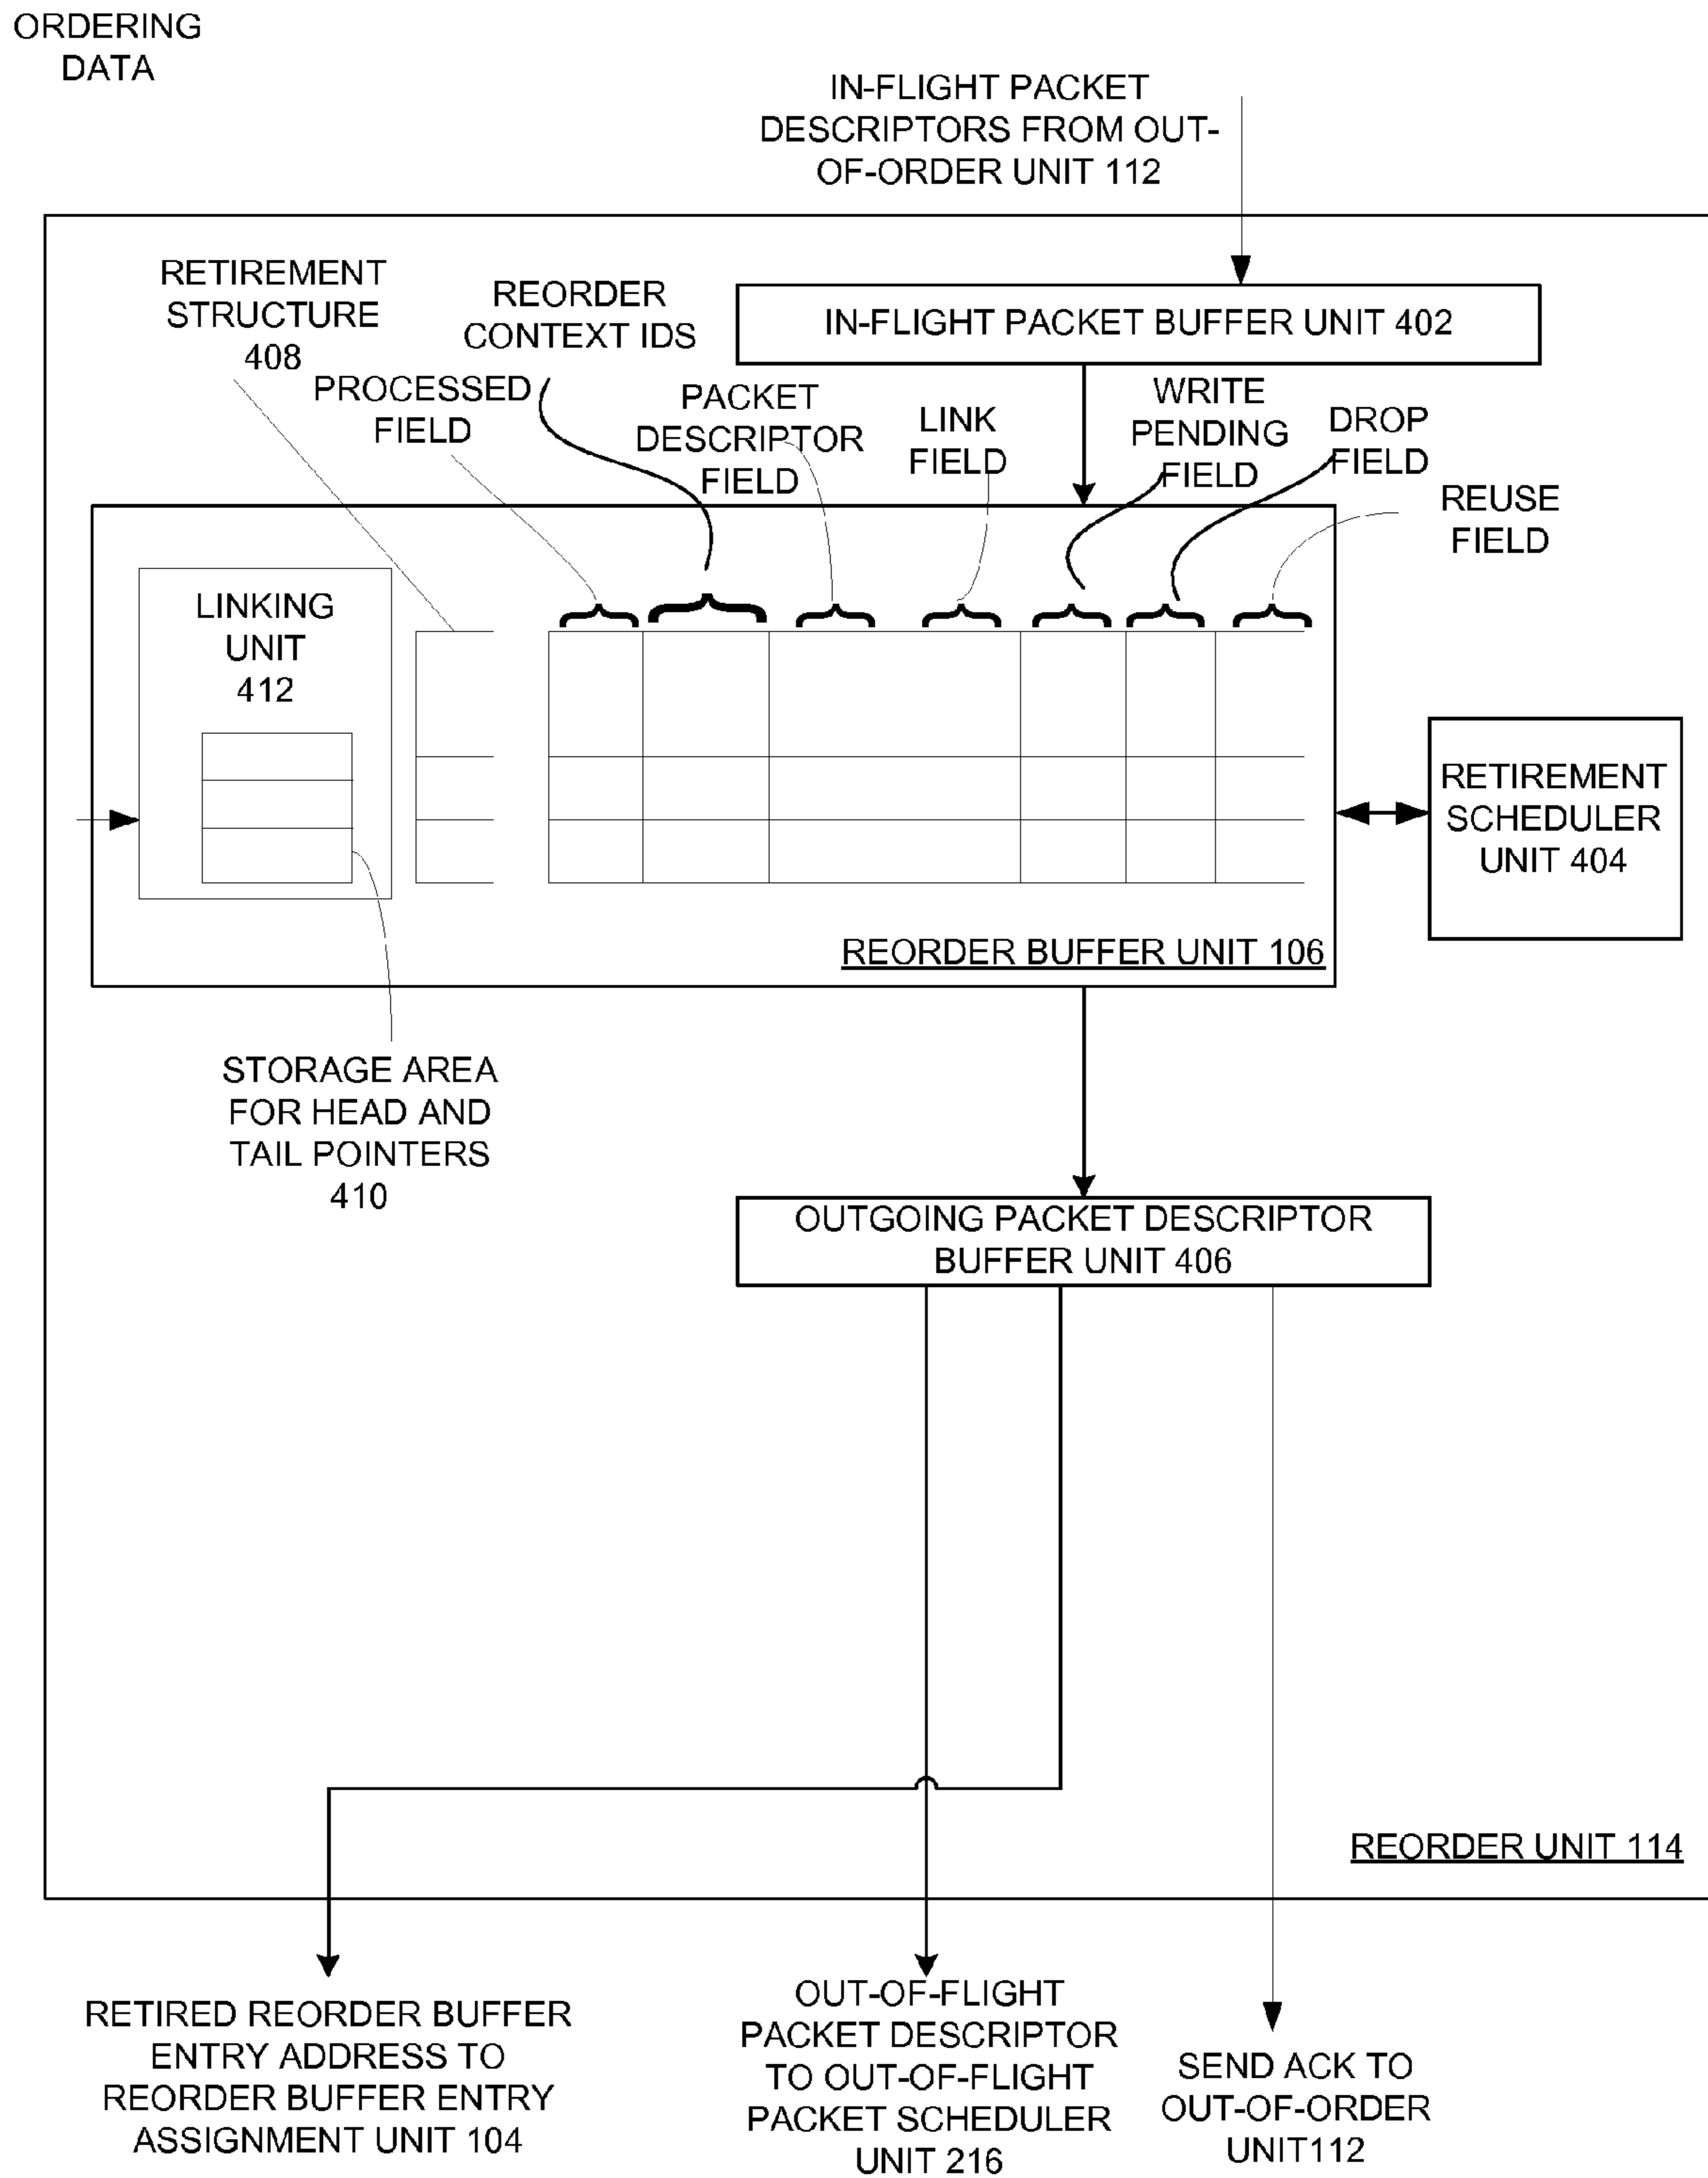 ORDERING
DATA
IN-FLIGHT PACKET
DESCRIPTORS FROM OUT-
OF-ORDER UNIT 112
RETIREMENT
STRUCTURE
408
REORDER
CONTEXT IDS
IN-FLIGHT PACKET BUFFER UNIT 402
PROCESSED
FIELD
PACKET
DESCRIPTOR
FIELD
LINK
FIELD
WRITE
PENDING
FIELD
DROP
FIELD
REUSE
FIELD
LINKING
UNIT
412
RETIREMENT
SCHEDULER
UNIT 404
REORDER BUFFER UNIT 106
STORAGE AREA
FOR HEAD AND
TAIL POINTERS
410
OUTGOING PACKET DESCRIPTOR
BUFFER UNIT 406
REORDER UNIT 114
RETIRED REORDER BUFFER
ENTRY ADDRESS TO
REORDER BUFFER ENTRY
ASSIGNMENT UNIT 104
OUT-OF-FLIGHT
PACKET DESCRIPTOR
TO OUT-OF-FLIGHT
PACKET SCHEDULER
UNIT 216
SEND ACK TO
OUT-OF-ORDER
UNIT112